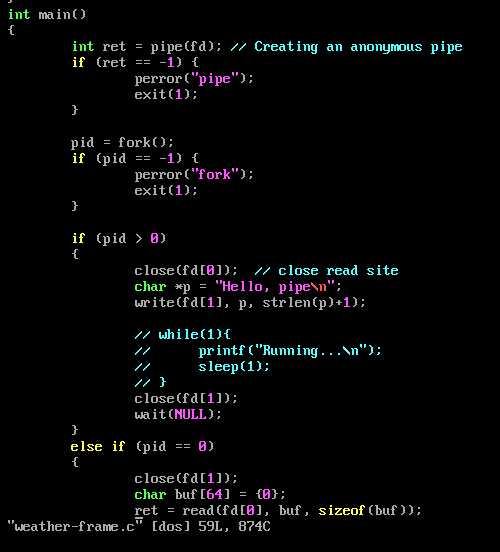 }
int main()
{
        int ret = pipe(fd); // Creating an anonymous pipe
        if (ret == -1) {
                perror("pipe");
                exit(1);
        }

        pid = fork();
        if (pid == -1) {
                perror("fork");
                exit(1);
        }

        if (pid > 0)
        {
                close(fd[0]);  // close read site
                char *p = "Hello, pipe\n";
                write(fd[1], p, strlen(p)+1);

                // while(1){
                //      printf("Running...\n");
                //      sleep(1);
                // }
                close(fd[1]);
                wait(NULL);
        }
        else if (pid == 0)
        {
                close(fd[1]);
                char buf[64] = {0};
                ret = read(fd[0], buf, sizeof(buf));
"weather-frame.c" [dos] 59L, 874C